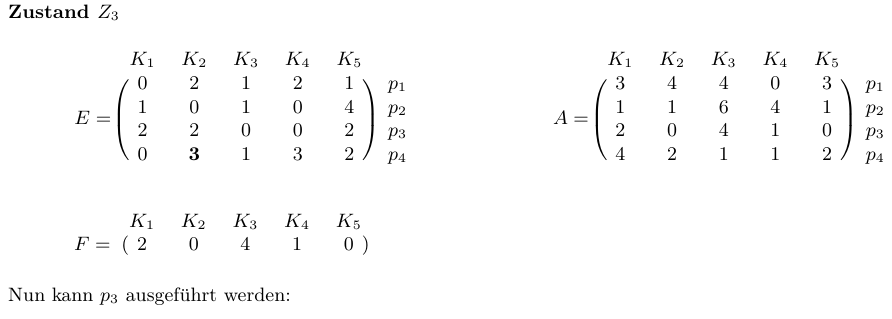 Zustand Z3
K1 K2 K3 K4 K5 K1 K2 K3 K4 K5
0 2 1 2 1 p1 3 4 4 0 3 p1
1 0 1 0 4 p2 1 1 6 4 1 p2
E = ( ) A = ( )
2 2 0 0 2 p3 2 0 4 1 0 p3
0 3 1 3 2 p4 4 2 1 1 2 p4
K1 K2 K3 K4 K5
F = ( 2 0 4 1 0 )
Nun kann p3 ausgeführt werden: